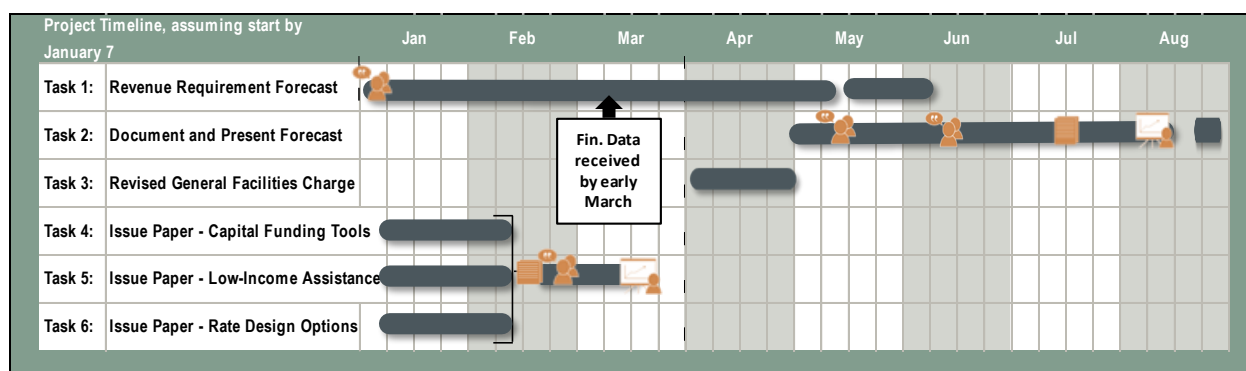 Project Timeline, assuming start by
January 7
Jan Feb Mar Apr May Jun Jul Aug
Task 1: Revenue Requirement Forecast
Task 2: Document and Present Forecast
Fin. Data
received
by early
March
Task 3: Revised General Facilities Charge
Task 4: Issue Paper - Capital Funding Tools
Task 5: Issue Paper - Low-Income Assistance
Task 6: Issue Paper - Rate Design Options